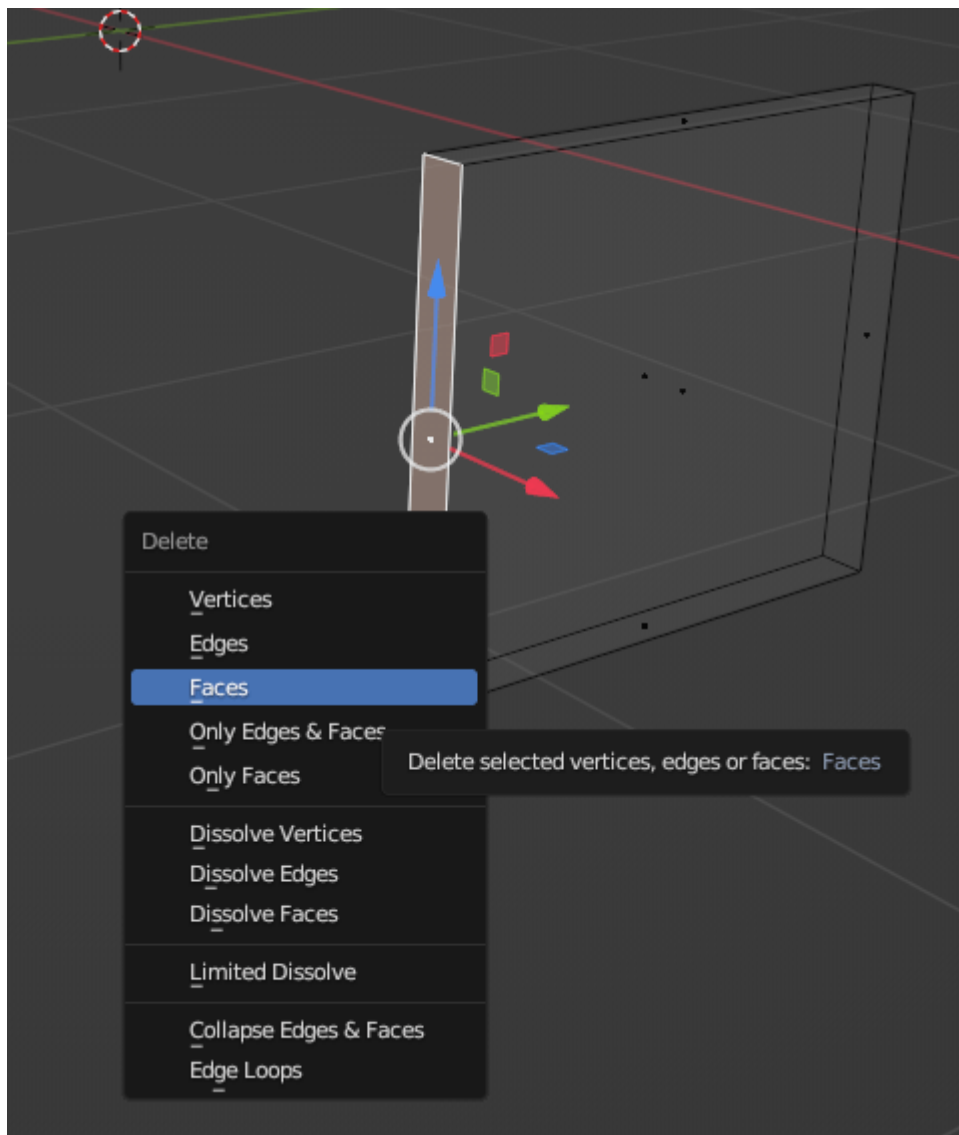 Delete
Vertices
Edges
Faces
Only Edges & Faces
Delete selected vertices, edges or faces: Faces
Only Faces
Dissolve Vertices
Dissolve Edges
Dissolve Faces
Limited Dissolve
Collapse Edges & Faces
Edge Loops